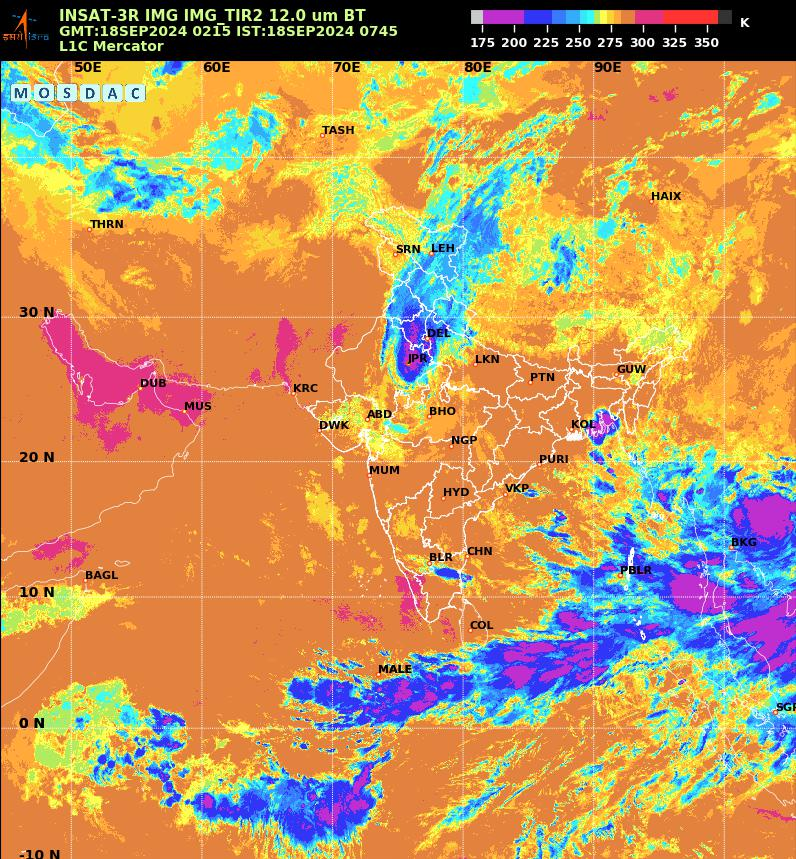 INSAT-3R IMG IMG_TIR2 12.0 um BT
GMT:18SEP2024 0215 IST:18SEP2024 0745
L1C Mercator
K
175 200 225 250 275 300 325 350
50E 60E 70E 80E 90E
MOSDAC
TASH
HAIX
THRN
SRN LEH
30 N
DEL
JPR LKN
GUW
PTN
DUB
KRC
MUS
ABD BHO
DWK KOL
NGP
20 N PURI
MUM
HYD VKP
BKG
CHN
BLR
PBLR
BAGL
10 N
COL
MALE
SGP
0 N
-10 N